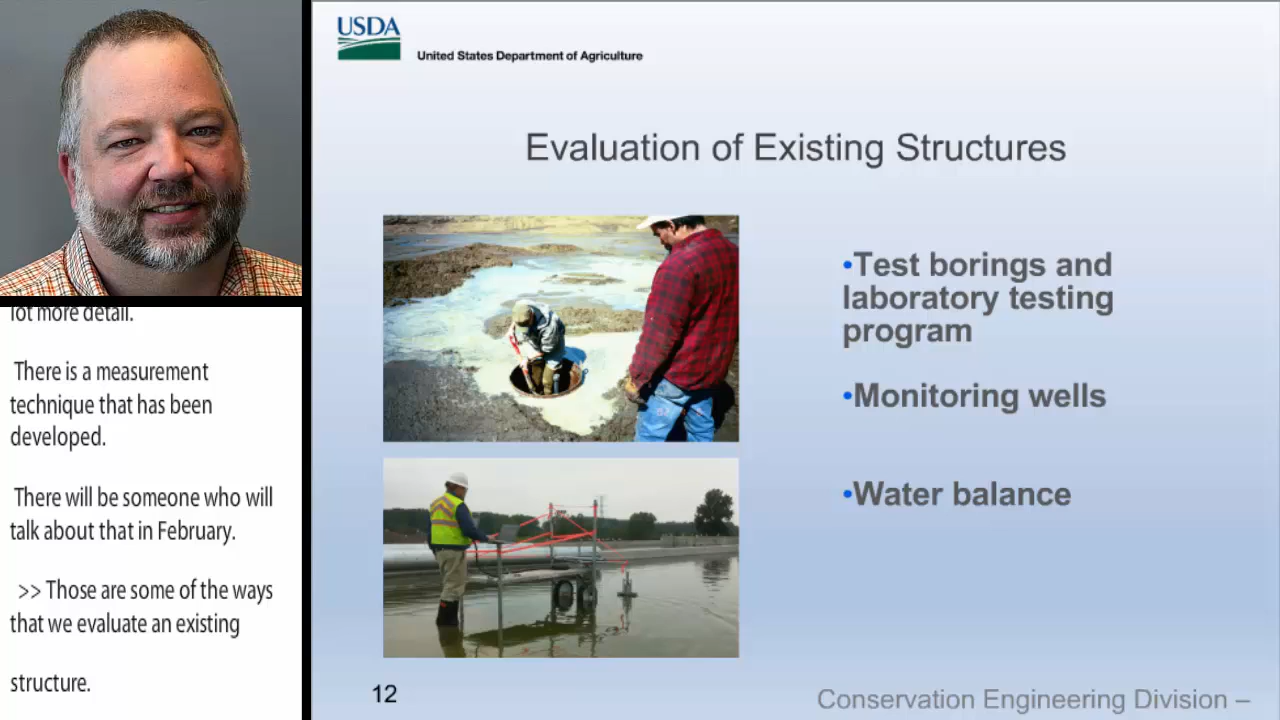 USDA
United States Department of Agriculture
Evaluation of Existing Structures
•Test borings and
laboratory testing
program
•Monitoring wells
•Water balance
12
Conservation Engineering Division –
lot more detail.
There is a measurement
technique that has been
developed.
There will be someone who will
talk about that in February.
>> Those are some of the ways
that we evaluate an existing
structure.